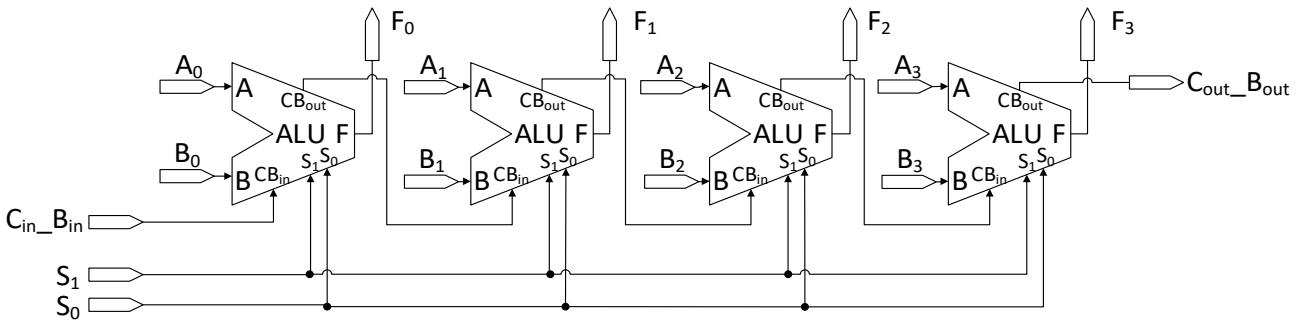 F₀ F₁ F₂ F₃
A₀ A₁ A₂ A₃
A A A A
CBout CBout CBout CBout Cout_Bout
ALU F ALU F ALU F ALU F
B₀ B₁ B₂ B₃
S₁ S₀ S₁ S₀ S₁ S₀ S₁ S₀
B CBin B CBin B CBin B CBin
Cin_Bin
S₁
S₀